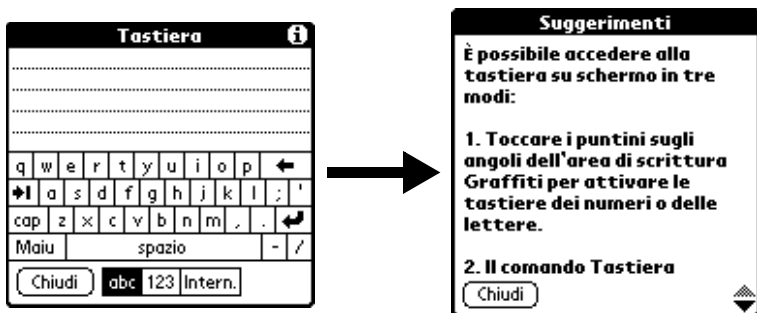 Tastiera
q w e r t y u i o p
a s d f g h j k l ; '
cap z x c v b n m , .
Maiu spazio - /
Chiudi abc 123 Intern.
Suggerimenti
È possibile accedere alla
tastiera su schermo in tre
modi:
1. Toccare i puntini sugli
angoli dell'area di scrittura
Graffiti per attivare le
tastiere dei numeri o delle
lettere.
2. Il comando Tastiera
Chiudi